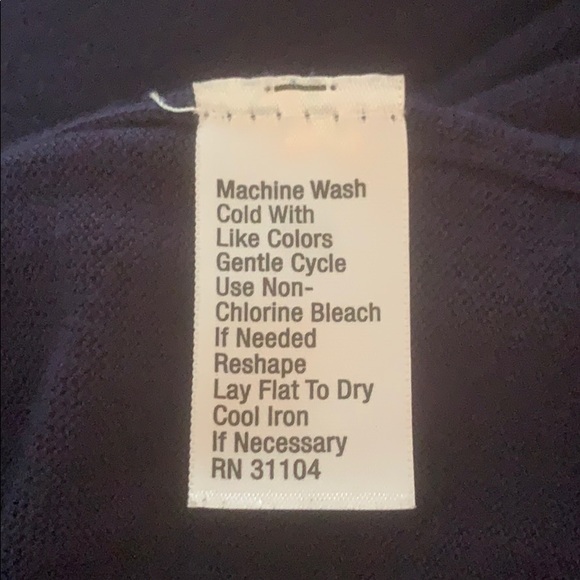 Machine Wash
Cold With
Like Colors
Gentle Cycle
Use Non-
Chlorine Bleach
If Needed
Reshape
Lay Flat To Dry
Cool Iron
If Necessary
RN 31104